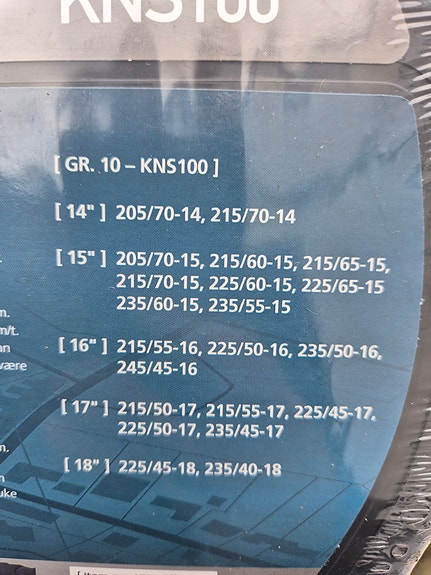 KNS100
[ GR. 10 – KNS100 ]
[ 14" ] 205/70-14, 215/70-14
[ 15" ] 205/70-15, 215/60-15, 215/65-15,
215/70-15, 225/60-15, 225/65-15
235/60-15, 235/55-15
m.
m/t.
an
være
[ 16" ] 215/55-16, 225/50-16, 235/50-16,
245/45-16
[ 17" ] 215/50-17, 215/55-17, 225/45-17,
225/50-17, 235/45-17
m,
[ 18" ] 225/45-18, 235/40-18
n
uke